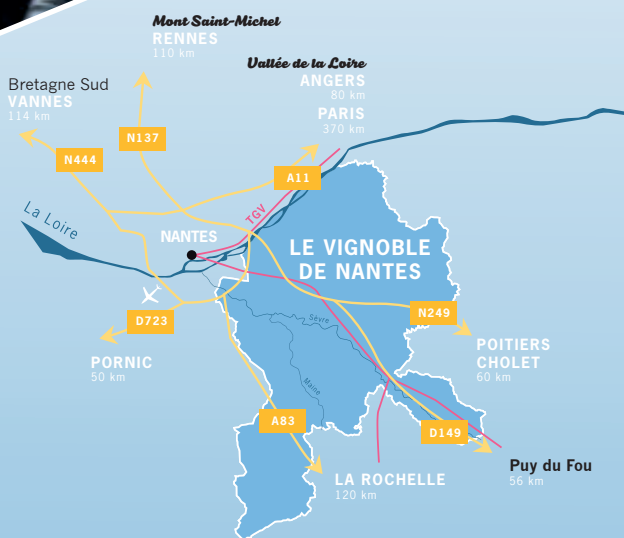 Mont Saint-Michel
RENNES
110 km
Vallée de la Loire
ANGERS
80 km
PARIS
370 km
Bretagne Sud
VANNES
114 km
N137
N444
A11
La Loire
TGV
NANTES
LE VIGNOBLE
DE NANTES
Sèvre
N249
D723
PORNIC
50 km
POITIERS
CHOLET
60 km
Maine
A83
D149
LA ROCHELLE
120 km
Puy du Fou
56 km